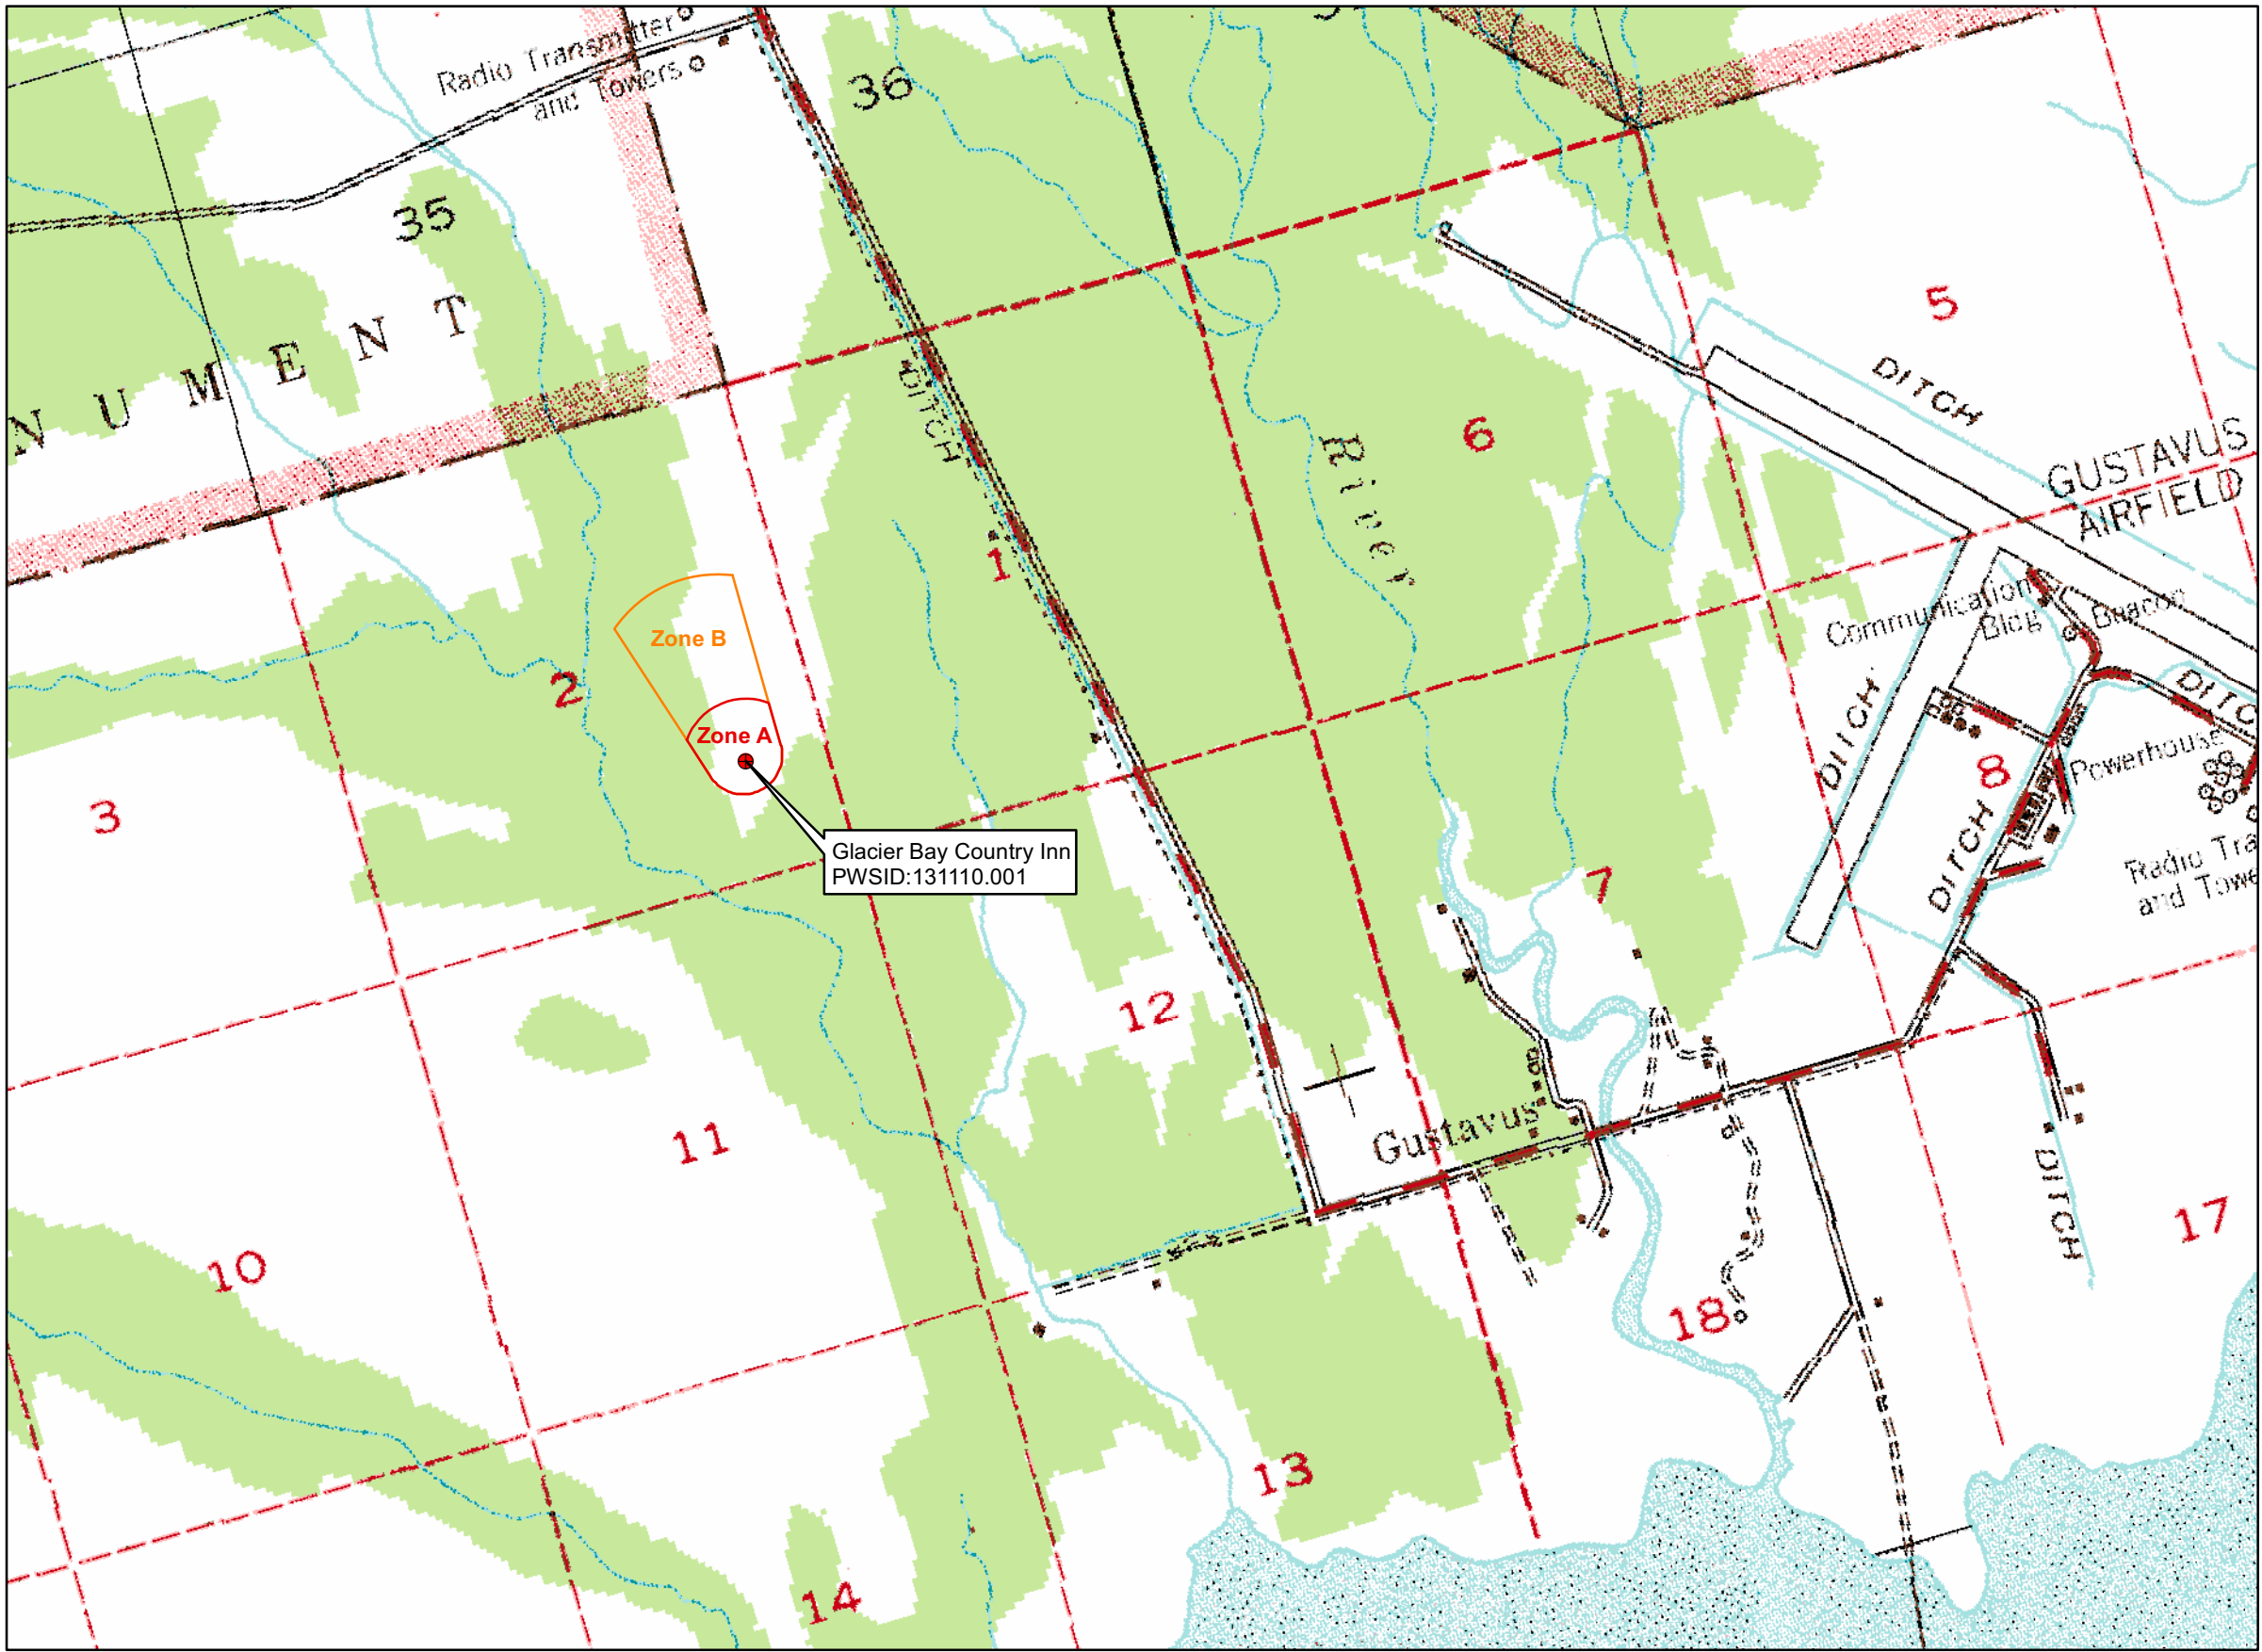 Radio Transmitter
and Towers
36
35
N U M E N T
5
DITCH
DITCH
6
River
GUSTAVUS
AIRFIELD
1
Communication
Bldg
Beacon
Zone B
2
DITCH
Zone A
8
Powerhouse
3
DITCH
Glacier Bay Country Inn
PWSID:131110.001
7
Radio Tra
and Towe
12
Gustavus
11
DITCH
10
17
18
13
14